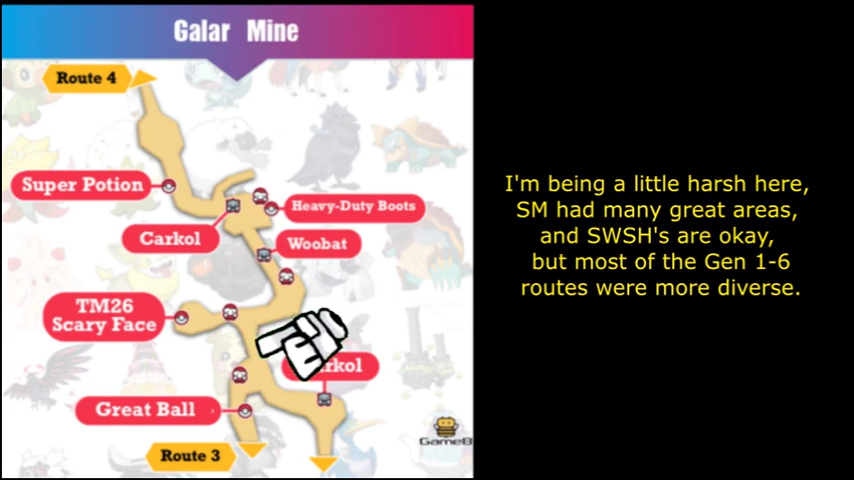 Galar Mine
Route 4
Super Potion
Heavy-Duty Boots
Carkol
Woobat
TM26
Scary Face
Great Ball
Route 3
Game8
I'm being a little harsh here,
SM had many great areas,
and SWSH's are okay,
but most of the Gen 1-6
routes were more diverse.